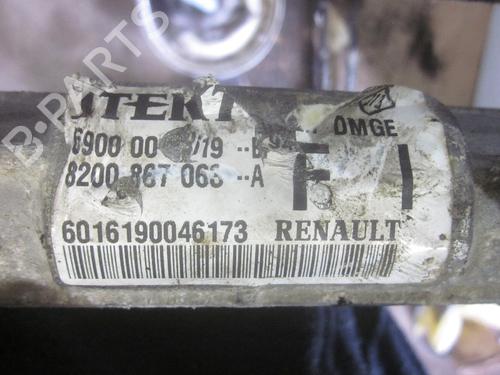 B-PARTS
JTEKT
OMGE
8200 867 063 --A
F I
6016190046173 RENAULT